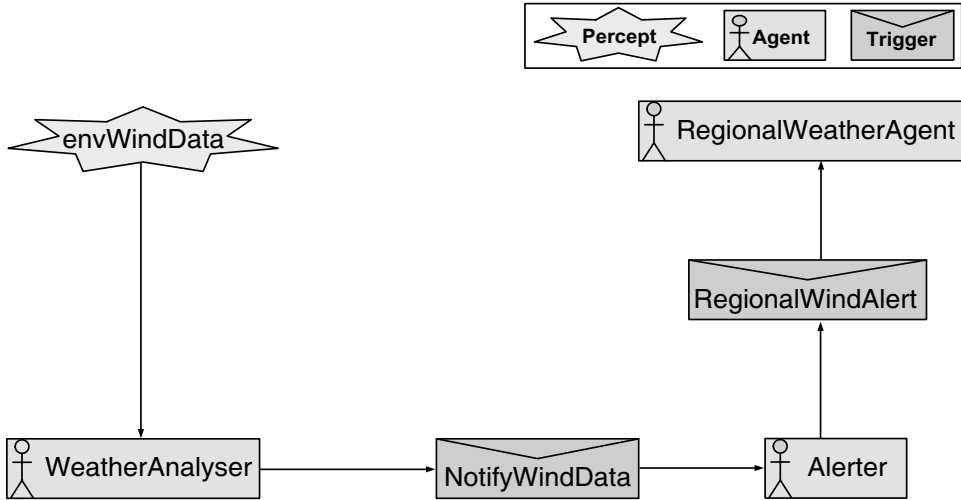 Percept
Agent
Trigger
envWindData
RegionalWeatherAgent
RegionalWindAlert
WeatherAnalyser
NotifyWindData
Alerter